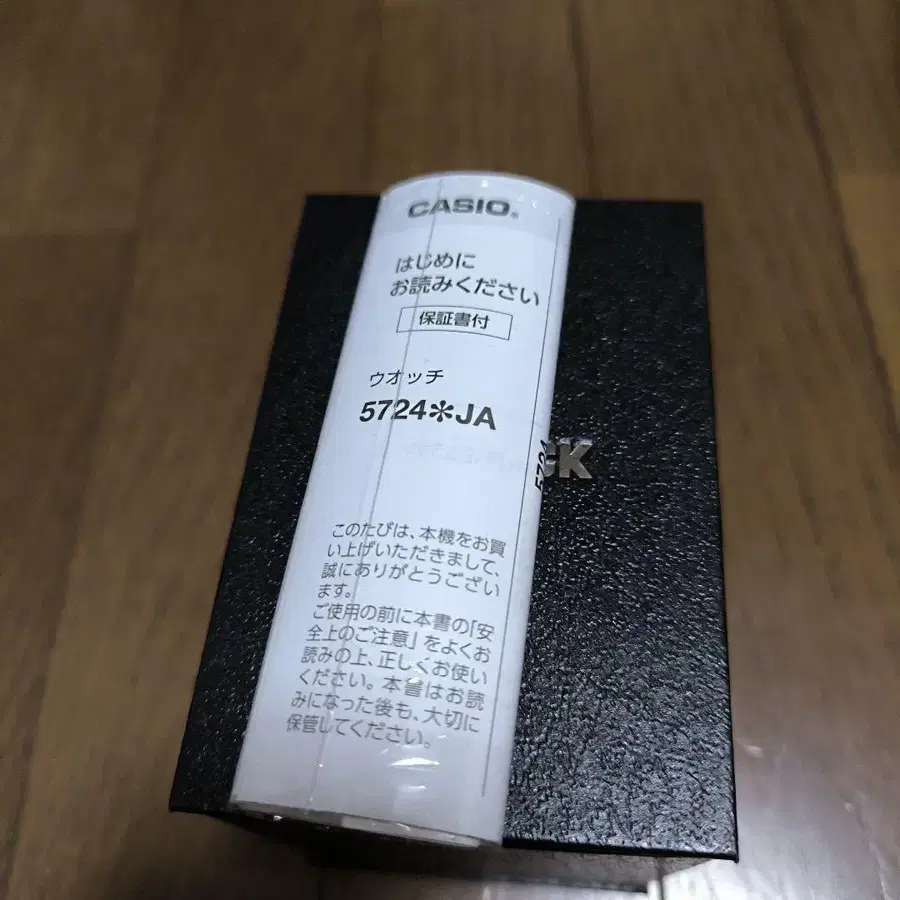 CASIO®
はじめに
お読みください
保証書付
ウオッチ
5724✻JA
5724
CK
このたびは、本機をお買
い上げいただきまして、
誠にありがとうござい
ます。
ご使用の前に本書の「安
全上のご注意」をよくお
読みの上、正しくお使い
ください。本書はお読
みになった後も、大切に
保管してください。